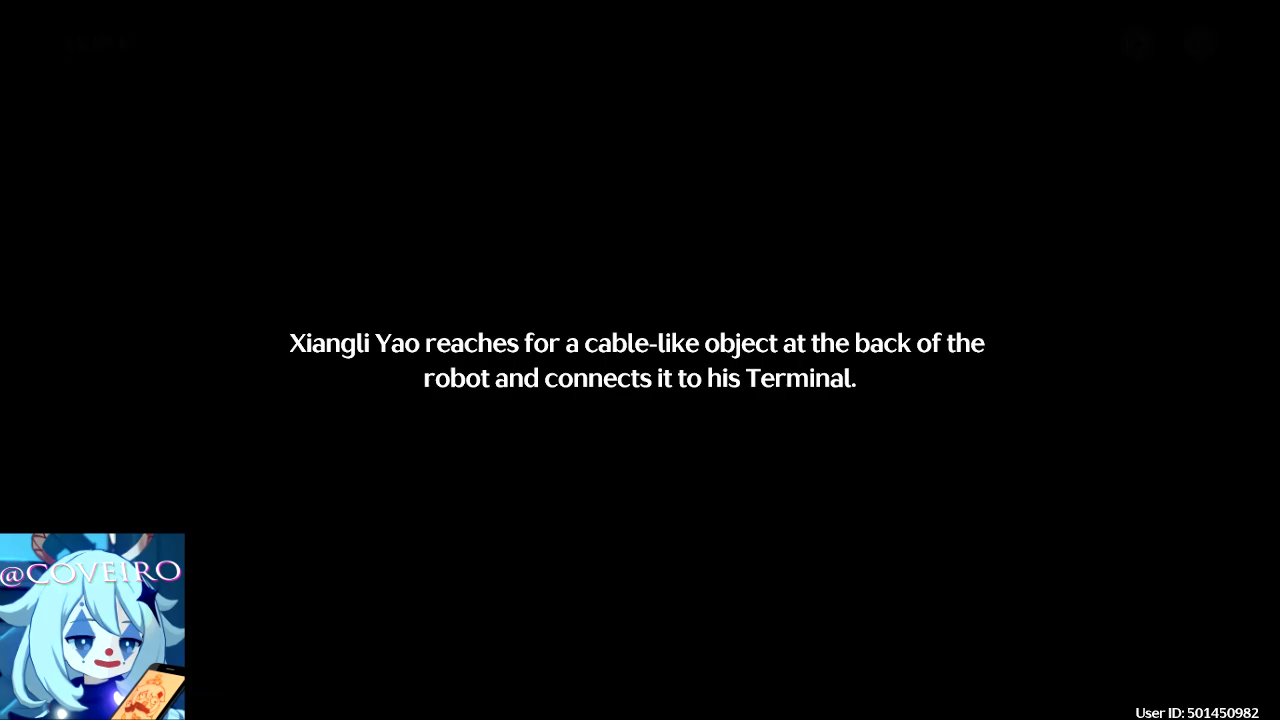 Xiangli Yao reaches for a cable-like object at the back of the
robot and connects it to his Terminal.
@COVEIRO
User ID: 501450982